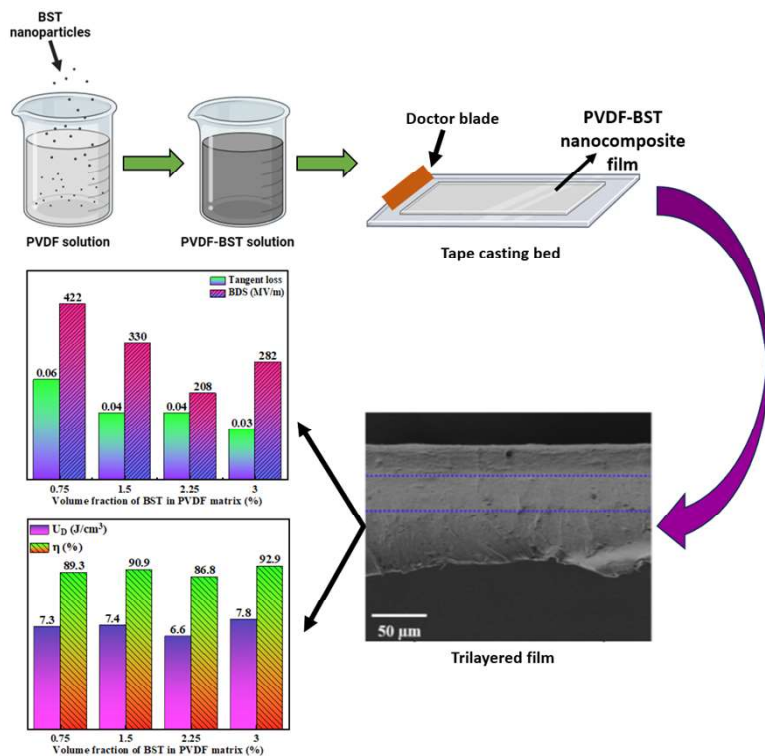 BST
nanoparticles
PVDF solution
PVDF-BST solution
Doctor blade
PVDF-BST
nanocomposite
film
Tape casting bed
Tangent loss
BDS (MV/m)
422
330
208
282
0.06
0.04
0.04
0.03
0.75
1.5
2.25
3
Volume fraction of BST in PVDF matrix (%)
U_D (J/cm³)
η (%)
89.3
90.9
86.8
92.9
7.3
7.4
6.6
7.8
0.75
1.5
2.25
3
Volume fraction of BST in PVDF matrix (%)
50 µm
Trilayered film